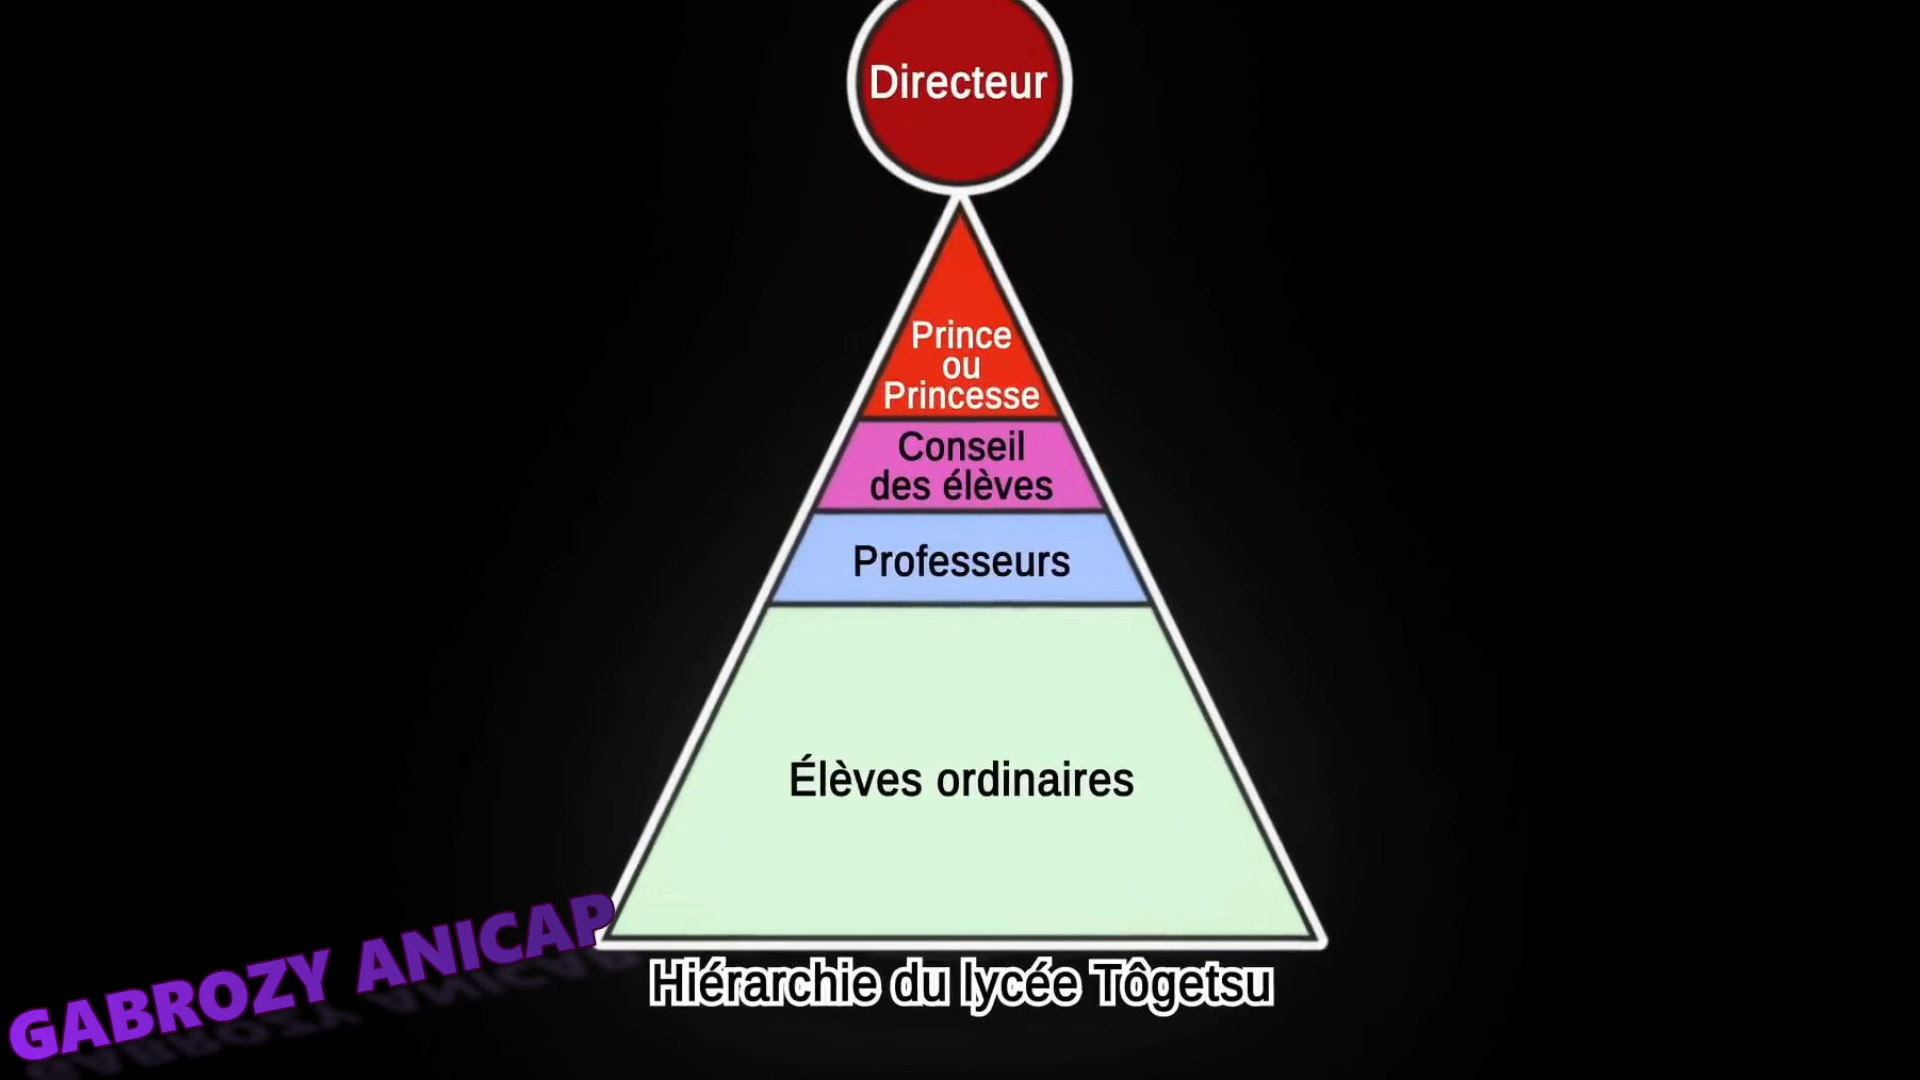 Directeur
Prince
ou
Princesse
Conseil
des élèves
Professeurs
Élèves ordinaires
GABROZY ANICAP
Hiérarchie du lycée Tôgetsu